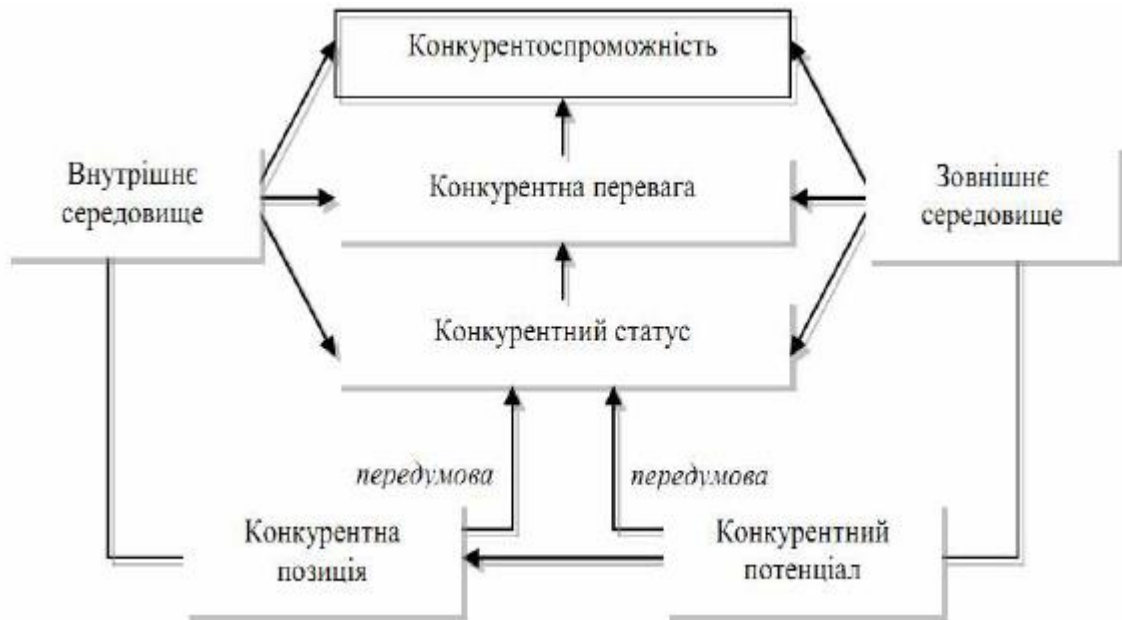 Конкурентоспроможність
Внутрішнє
середовище
Конкурентна перевага
Зовнішнє
середовище
Конкурентний статус
передумова
передумова
Конкурентна
позиція
Конкурентний
потенціал